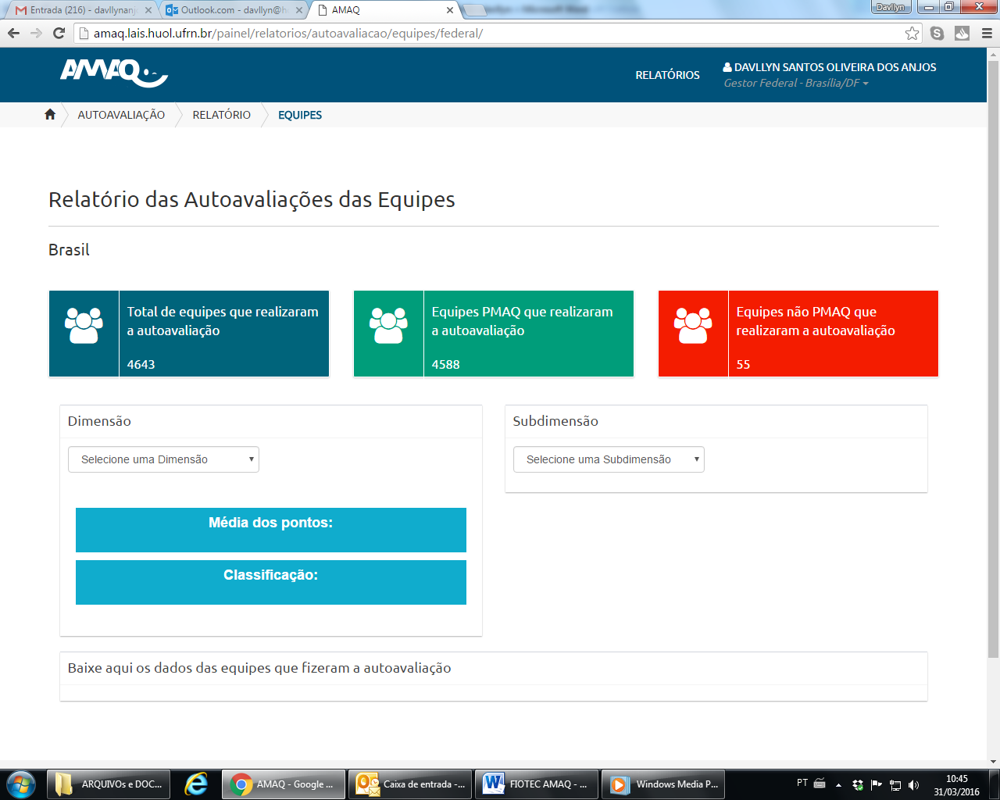 Entrada (216) - davllynanj
Outlook.com - davllyn@h
AMAQ
Davllyn
amaq.lais.huol.ufrn.br/painel/relatorios/autoavaliacao/equipes/federal/
AMAQ
RELATÓRIOS
DAVLLYN SANTOS OLIVEIRA DOS ANJOS
Gestor Federal - Brasília/DF
AUTOAVALIAÇÃO
RELATÓRIO
EQUIPES
Relatório das Autoavaliações das Equipes
Brasil
Total de equipes que realizaram
a autoavaliação
4643
Equipes PMAQ que realizaram
a autoavaliação
4588
Equipes não PMAQ que
realizaram a autoavaliação
55
Dimensão
Selecione uma Dimensão
Média dos pontos:
Classificação:
Subdimensão
Selecione uma Subdimensão
Baixe aqui os dados das equipes que fizeram a autoavaliação
ARQUIVOs e DOC...
AMAQ - Google ...
Caixa de entrada -...
FIOTEC AMAQ - ...
Windows Media P...
PT
10:45
31/03/2016